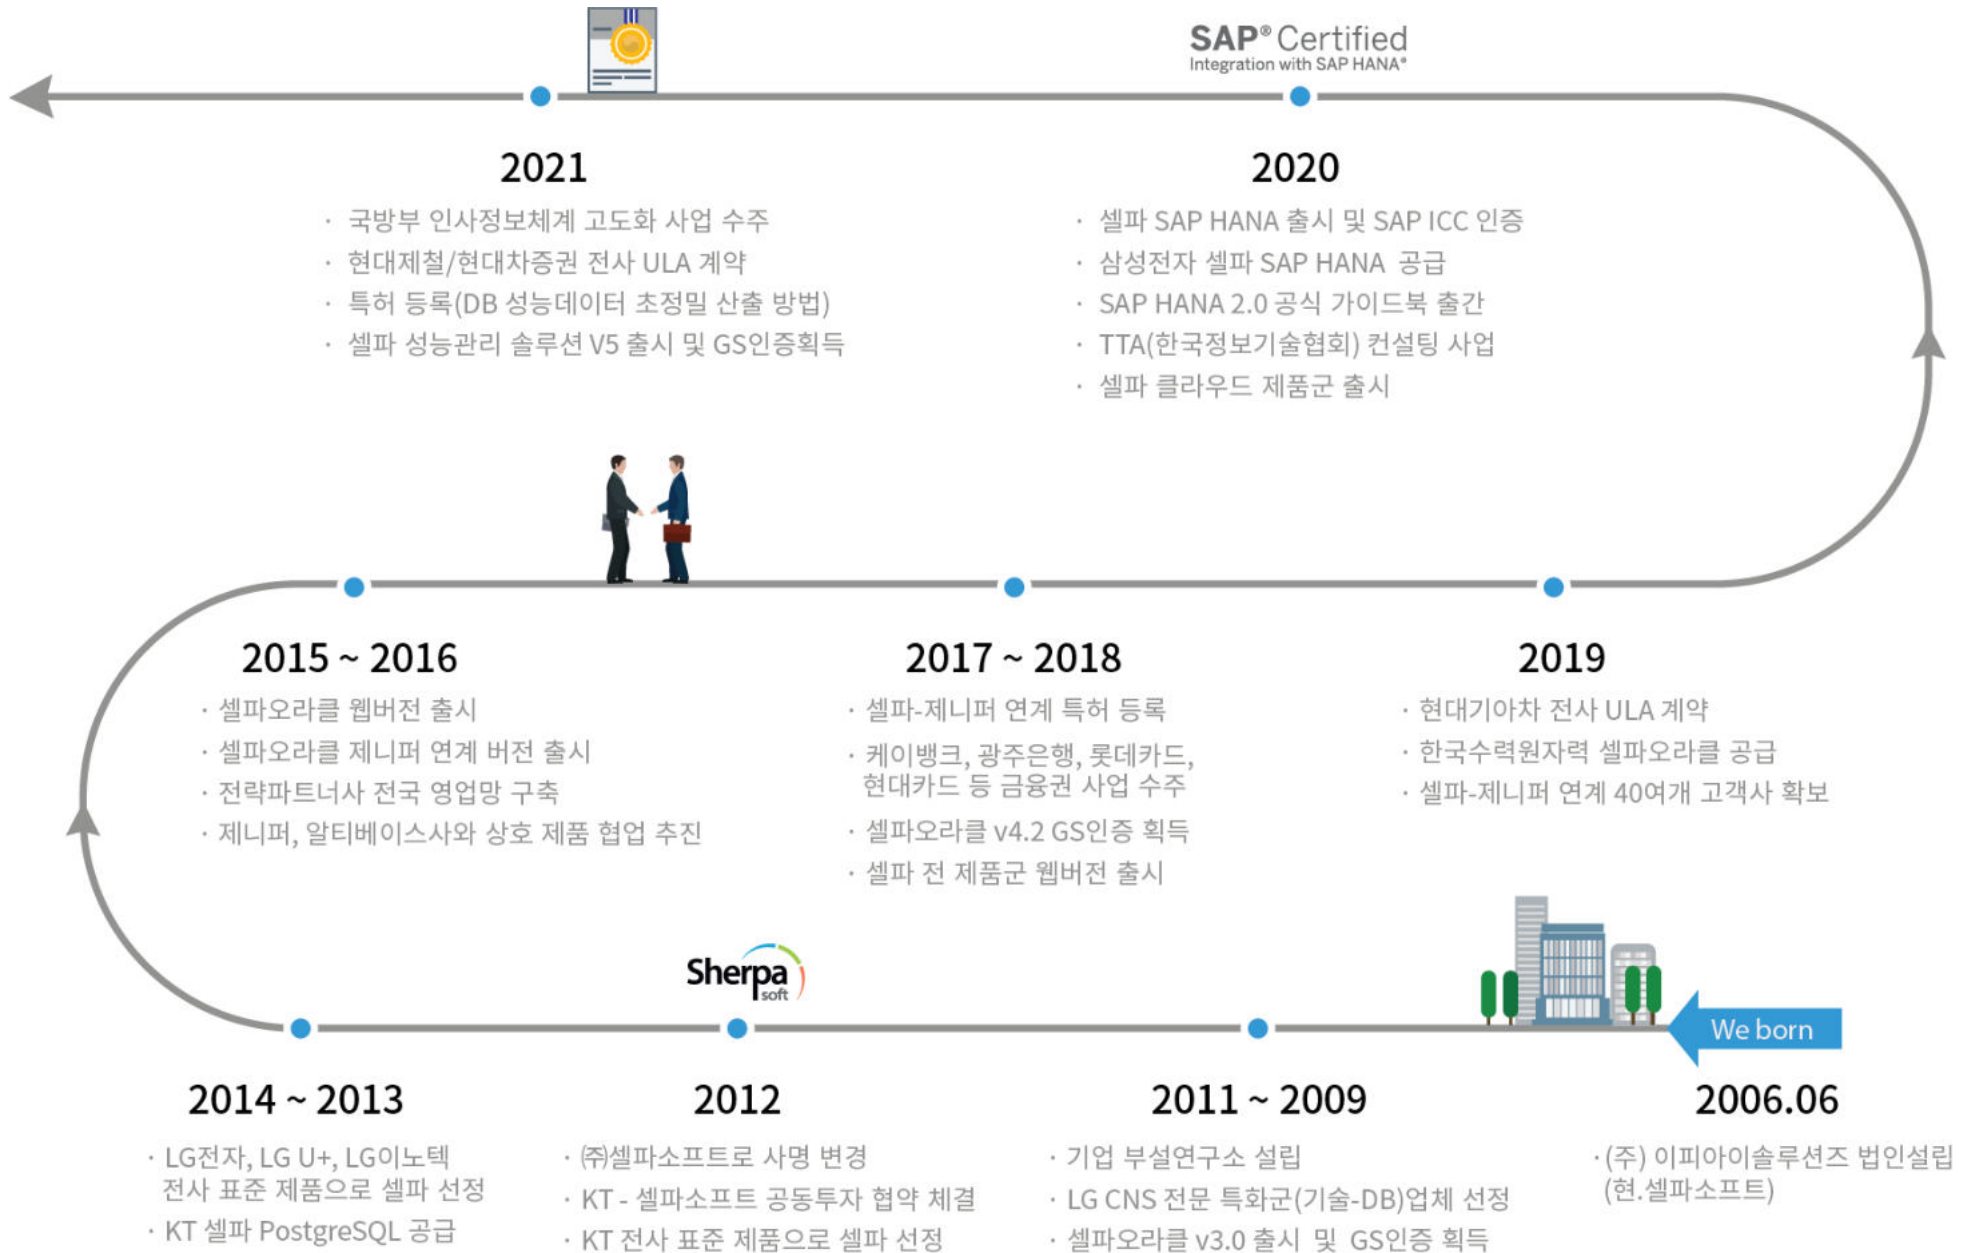 SAP® Certified
Integration with SAP HANA®
2021
· 국방부 인사정보체계 고도화 사업 수주
· 현대제철/현대차증권 전사 ULA 계약
· 특허 등록(DB 성능데이터 초정밀 산출 방법)
· 셀파 성능관리 솔루션 V5 출시 및 GS인증획득
2020
· 셀파 SAP HANA 출시 및 SAP ICC 인증
· 삼성전자 셀파 SAP HANA 공급
· SAP HANA 2.0 공식 가이드북 출간
· TTA(한국정보기술협회) 컨설팅 사업
· 셀파 클라우드 제품군 출시
2015 ~ 2016
· 셀파오라클 웹버전 출시
· 셀파오라클 제니퍼 연계 버전 출시
· 전략파트너사 전국 영업망 구축
· 제니퍼, 알티베이스사와 상호 제품 협업 추진
2017 ~ 2018
· 셀파-제니퍼 연계 특허 등록
· 케이뱅크, 광주은행, 롯데카드,
현대카드 등 금융권 사업 수주
· 셀파오라클 v4.2 GS인증 획득
· 셀파 전 제품군 웹버전 출시
2019
· 현대기아차 전사 ULA 계약
· 한국수력원자력 셀파오라클 공급
· 셀파-제니퍼 연계 40여개 고객사 확보
Sherpa
soft
We born
2014 ~ 2013
· LG전자, LG U+, LG이노텍
전사 표준 제품으로 셀파 선정
· KT 셀파 PostgreSQL 공급
2012
· ㈜셀파소프트로 사명 변경
· KT - 셀파소프트 공동투자 협약 체결
· KT 전사 표준 제품으로 셀파 선정
2011 ~ 2009
· 기업 부설연구소 설립
· LG CNS 전문 특화군(기술-DB)업체 선정
· 셀파오라클 v3.0 출시 및 GS인증 획득
2006.06
· (주) 이피아이솔루션즈 법인설립
(현.셀파소프트)